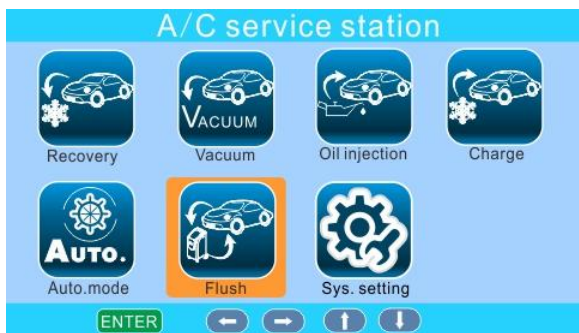 A/C service station
VACUUM
Recovery
Vacuum
Oil injection
Charge
AUTO.
Auto.mode
Flush
Sys. setting
ENTER